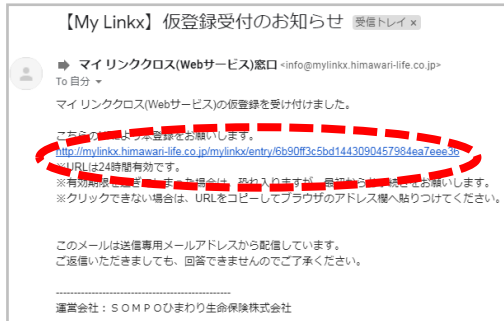 【My Linkx】仮登録受付のお知らせ 受信トレイ ×
マイ リンククロス(Webサービス)窓口 <info@mylinkx.himawari-life.co.jp>
To 自分
マイ リンククロス(Webサービス)の仮登録を受け付けました。
こちらの より本登録をお願いします。
http://mylinkx.himawari-life.co.jp/mylinkx/entry/6b90ff3c5bd1443090457984ea7eee36
※URLは24時間有効です。
※有効期限を過ぎてしまった場合は、恐れ入りますが、最初から 続きをお願いします。
※クリックできない場合は、URLをコピーしてブラウザのアドレス欄へ貼りつけてください。
このメールは送信専用メールアドレスから配信しています。
ご返信いただきましても、回答できませんのでご了承ください。
--------------------------------------------------
運営会社：ＳＯＭＰＯひまわり生命保険株式会社